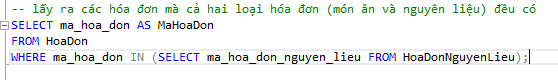 -- lấy ra các hóa đơn mà cả hai loại hóa đơn (món ăn và nguyên liệu) đều có
SELECT ma_hoa_don AS MaHoaDon
FROM HoaDon
WHERE ma_hoa_don IN (SELECT ma_hoa_don_nguyen_lieu FROM HoaDonNguyenLieu);